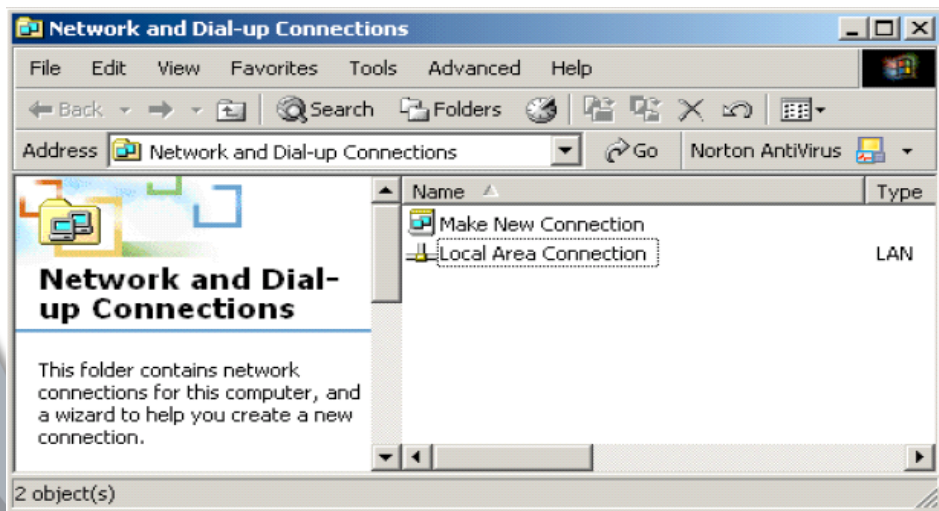 Network and Dial-up Connections
File Edit View Favorites Tools Advanced Help
Back Search Folders
Address Network and Dial-up Connections Go Norton AntiVirus
Name Type
Make New Connection
Local Area Connection LAN
Network and Dial-
up Connections
This folder contains network
connections for this computer, and
a wizard to help you create a new
connection.
2 object(s)